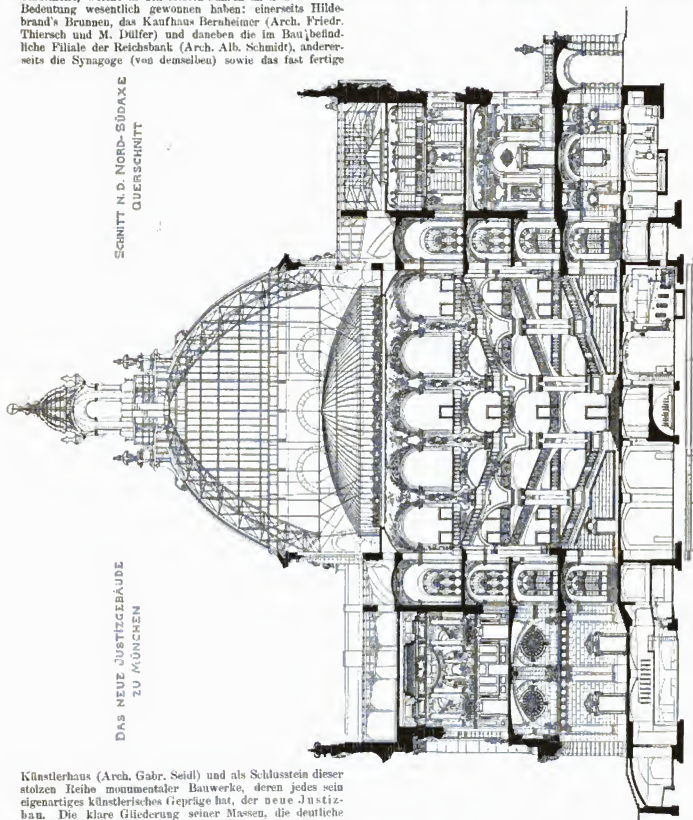 Bedeutung wesentlich gewonnen haben: einerseits Hilde-
brand's Brunnen, das Kaufhaus Bernheimer (Arch. Friedr.
Thiersch und M. Dülfer) und daneben die im Bau befind-
liche Filiale der Reichsbank (Arch. Alb. Schmidt), anderer-
seits die Synagoge (von demselben) sowie das fast fertige
SCHNITT N.D. NORD-SÜDAXE
QUERSCHNITT
DAS NEUE JUSTIZGEBÄUDE
ZU MÜNCHEN
Künstlerhaus (Arch. Gabr. Seidl) und als Schlusstein dieser
stolzen Reihe monumentaler Bauwerke, deren jedes sein
eigenartiges künstlerisches Gepräge hat, der neue Justiz-
bau. Die klare Gliederung seiner Massen, die deutliche